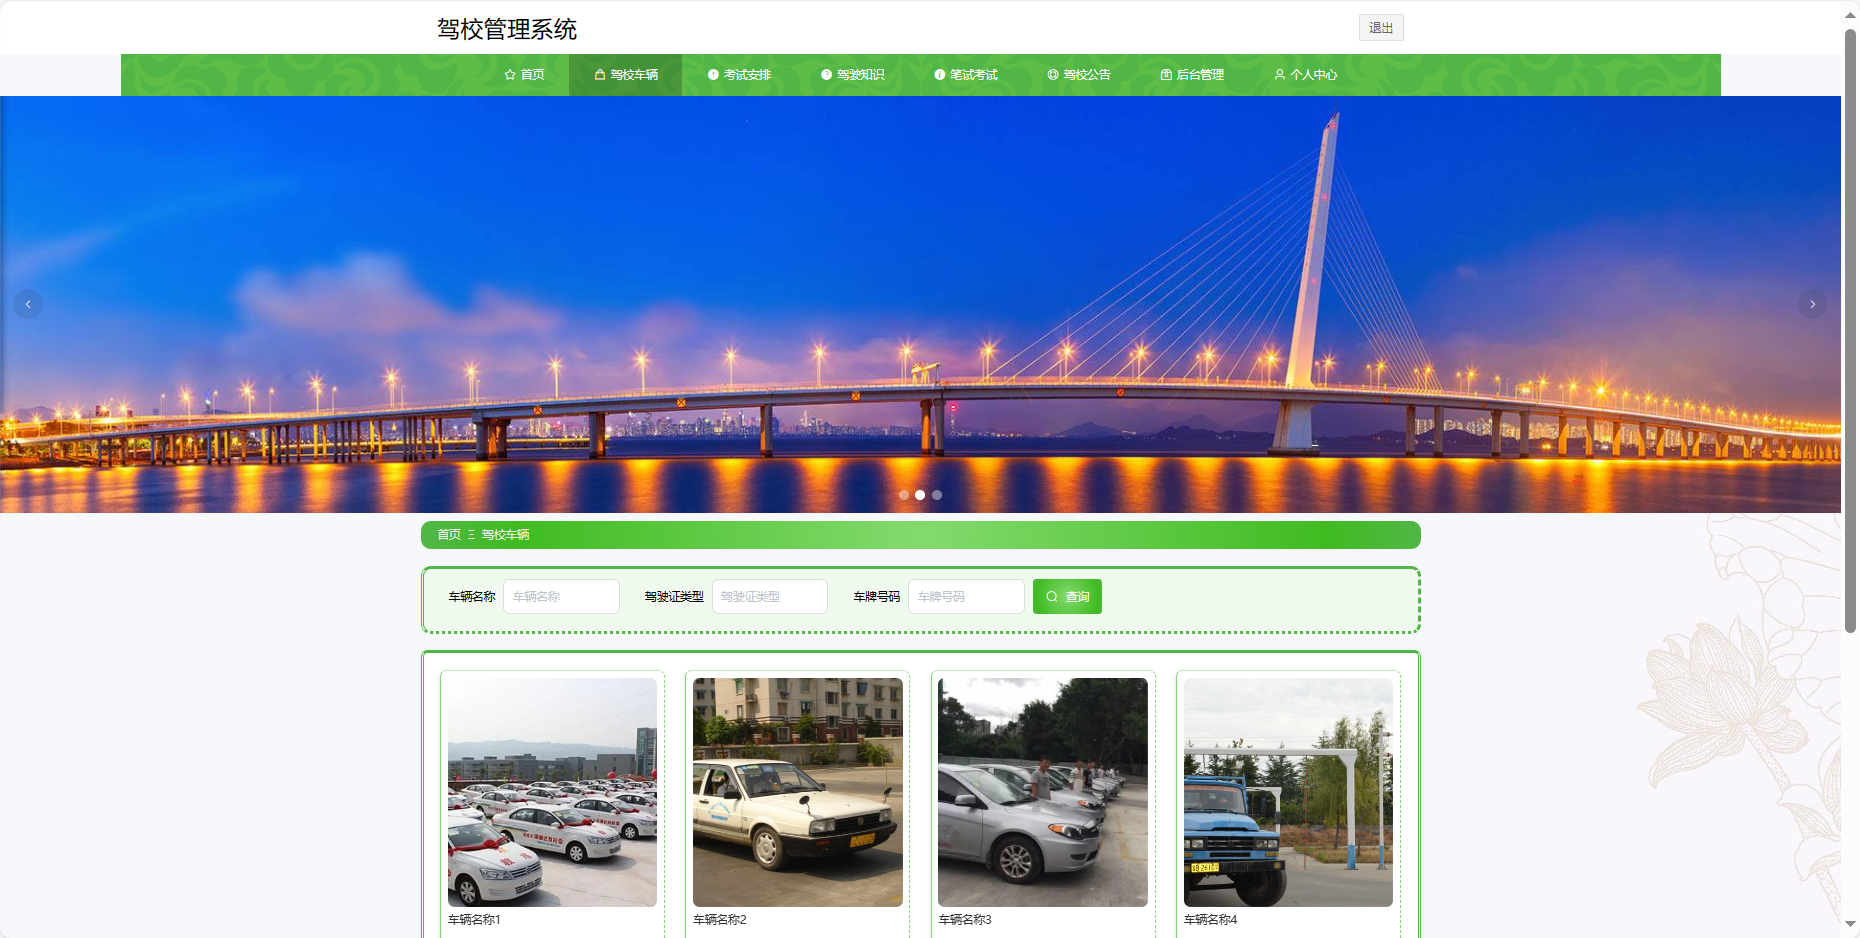 驾校管理系统
退出
首页 驾校车辆 考试安排 驾驶知识 笔试考试 驾校公告 后台管理 个人中心
首页 Ξ 驾校车辆
车辆名称 车辆名称 驾驶证类型 驾驶证类型 车牌号码 车牌号码 查询
车辆名称1 车辆名称2 车辆名称3 车辆名称4